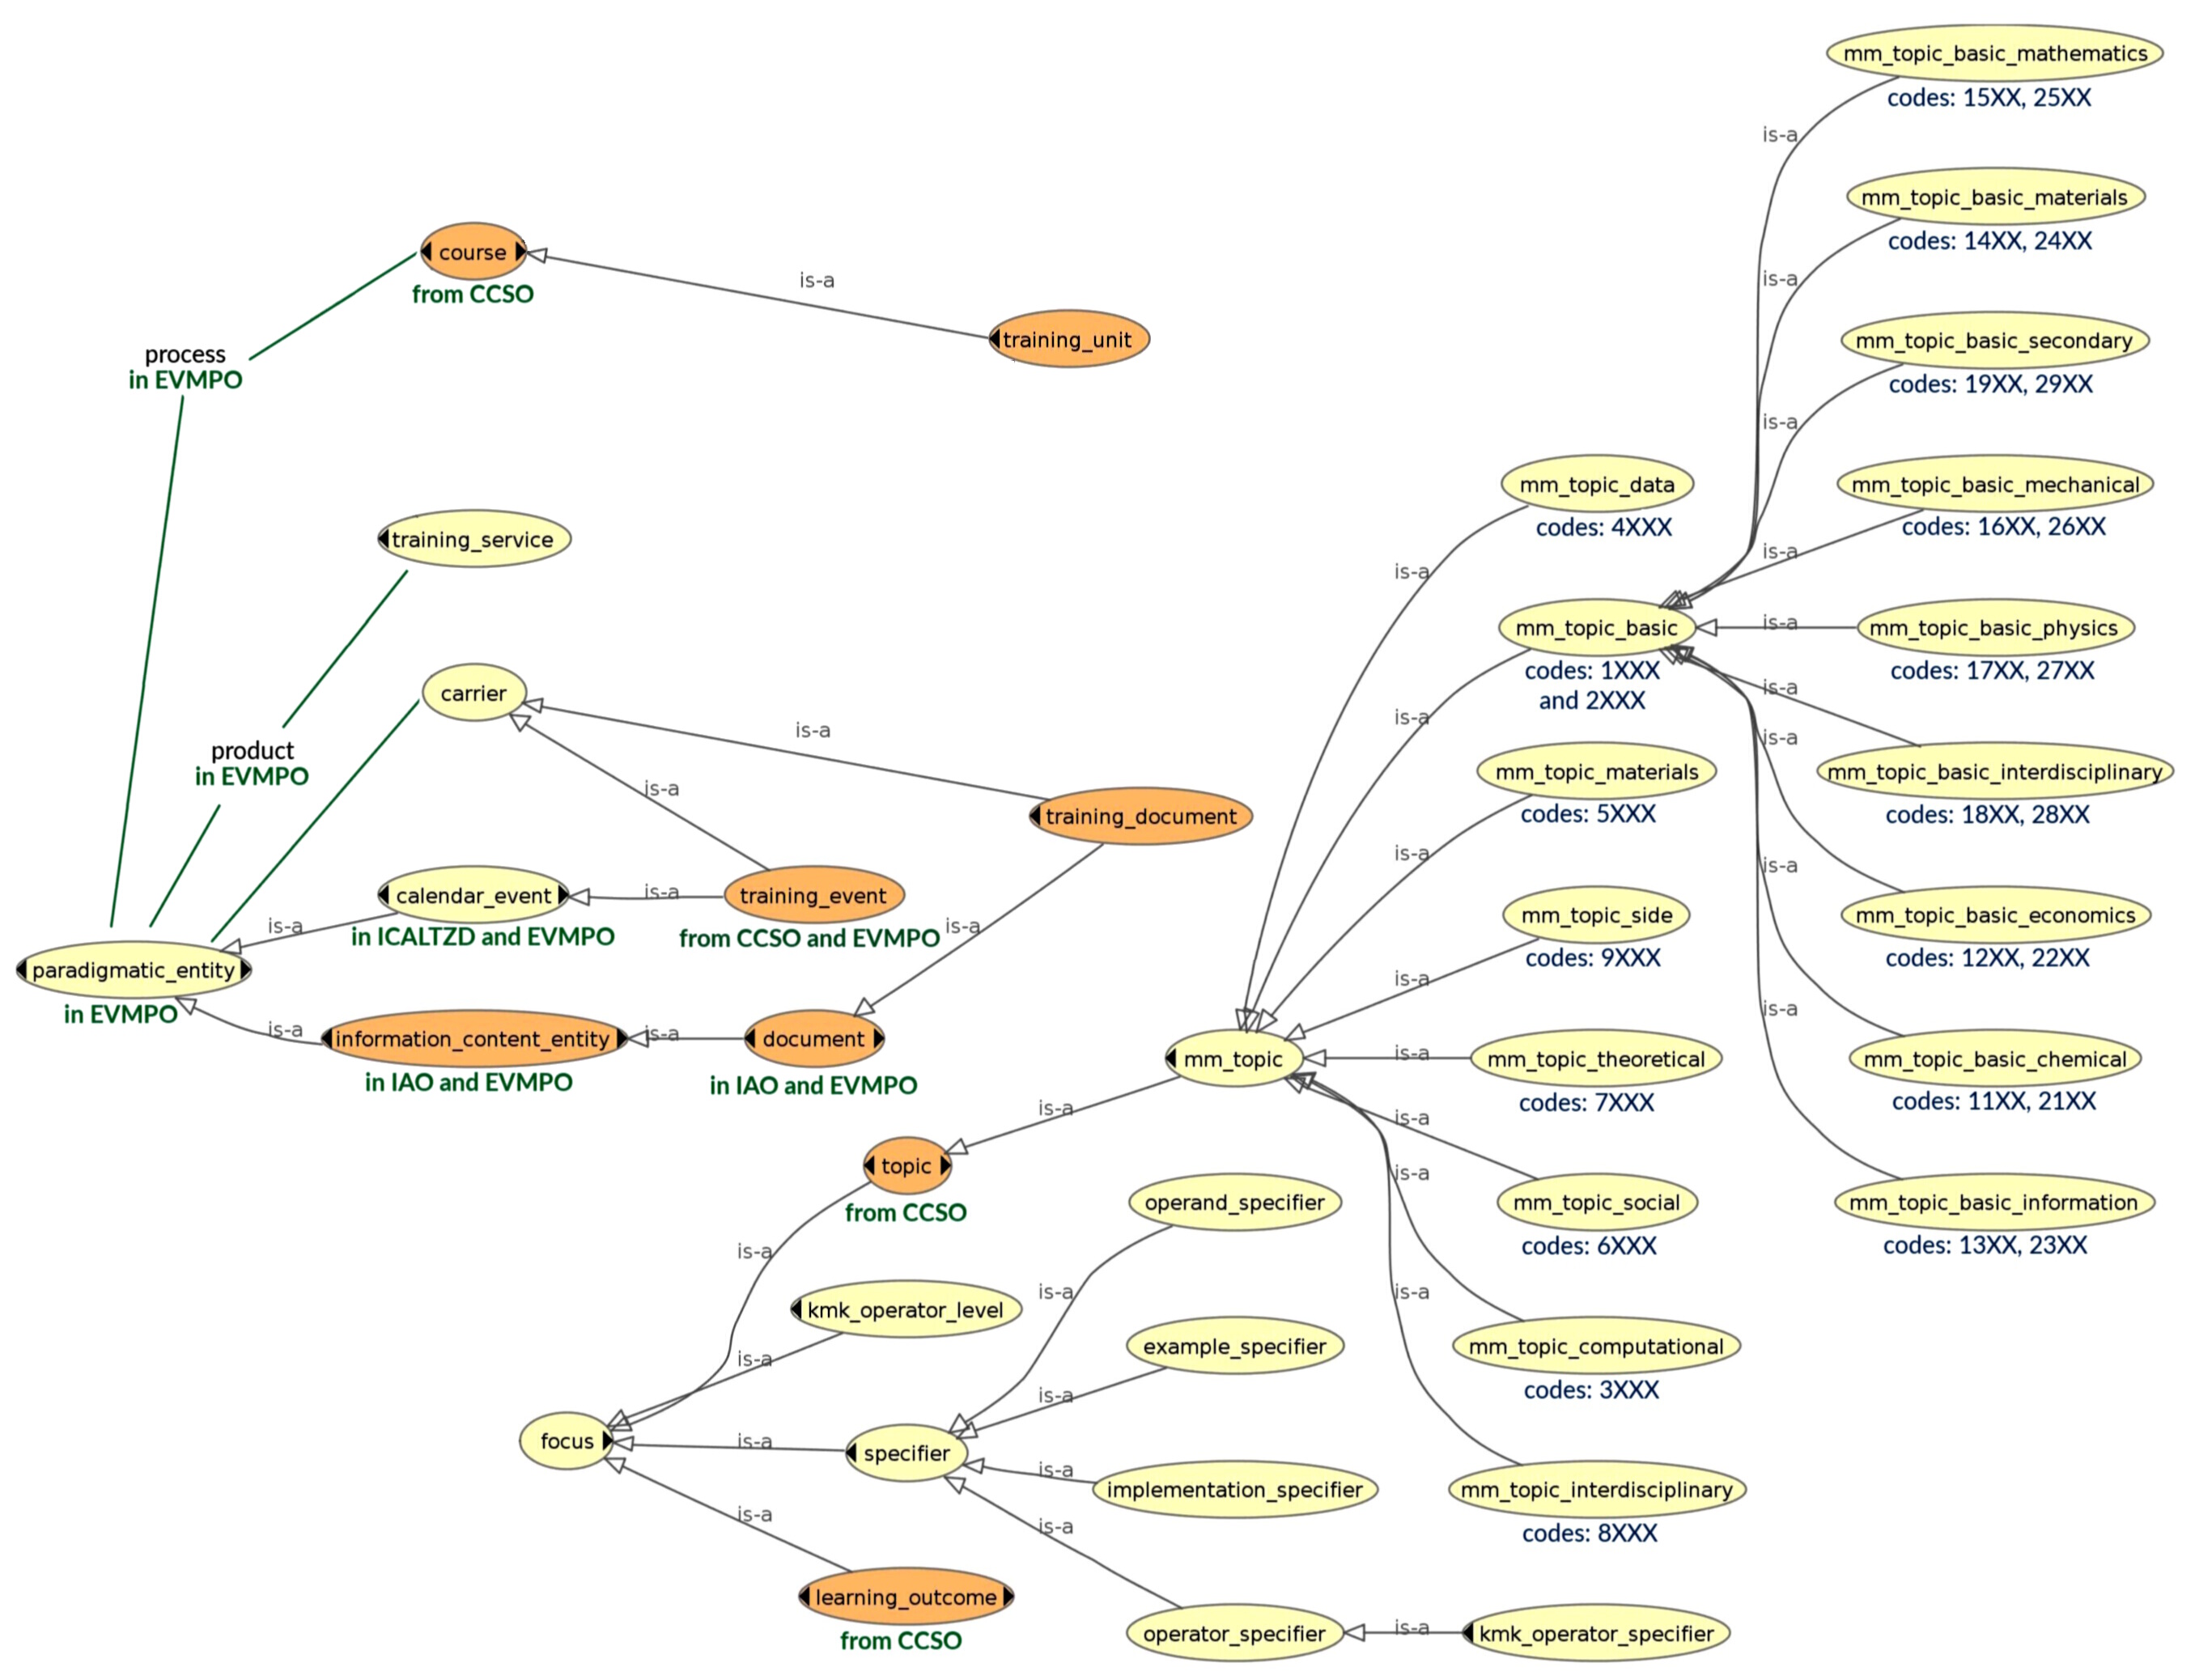 mm_topic_basic_mathematics
codes: 15XX, 25XX
is-a
mm_topic_basic_materials
codes: 14XX, 24XX
is-a
course
from CCSO
is-a
training_unit
mm_topic_basic_secondary
codes: 19XX, 29XX
is-a
process
in EVMPO
mm_topic_data
codes: 4XXX
is-a
mm_topic_basic_mechanical
codes: 16XX, 26XX
is-a
training_service
mm_topic_basic
codes: 1XXX
and 2XXX
is-a
is-a
mm_topic_basic_physics
codes: 17XX, 27XX
is-a
carrier
is-a
product
in EVMPO
is-a
mm_topic_materials
codes: 5XXX
is-a
mm_topic_basic_interdisciplinary
codes: 18XX, 28XX
is-a
training_document
is-a
calendar_event
in ICALTZD and EVMPO
is-a
training_event
from CCSO and EVMPO
is-a
is-a
mm_topic_side
codes: 9XXX
is-a
mm_topic_basic_economics
codes: 12XX, 22XX
is-a
paradigmatic_entity
in EVMPO
is-a
information_content_entity
in IAO and EVMPO
is-a
document
in IAO and EVMPO
mm_topic
is-a
mm_topic_theoretical
codes: 7XXX
mm_topic_basic_chemical
codes: 11XX, 21XX
is-a
is-a
topic
from CCSO
is-a
operand_specifier
is-a
is-a
mm_topic_social
codes: 6XXX
is-a
mm_topic_basic_information
codes: 13XX, 23XX
kmk_operator_level
is-a
example_specifier
is-a
is-a
mm_topic_computational
codes: 3XXX
focus
is-a
specifier
is-a
implementation_specifier
mm_topic_interdisciplinary
codes: 8XXX
is-a
is-a
learning_outcome
from CCSO
operator_specifier
is-a
kmk_operator_specifier